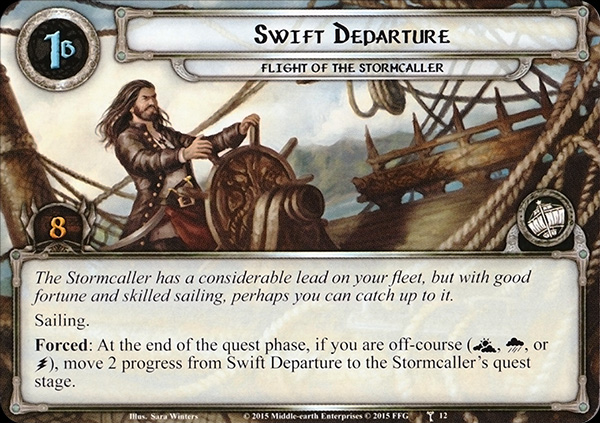 1B
SWIFT DEPARTURE
FLIGHT OF THE STORMCALLER
8
The Stormcaller has a considerable lead on your fleet, but with good
fortune and skilled sailing, perhaps you can catch up to it.
Sailing.
Forced: At the end of the quest phase, if you are off-course (, , or
), move 2 progress from Swift Departure to the Stormcaller's quest
stage.
Illus. Sara Winters © 2015 Middle-earth Enterprises © 2015 FFG 12